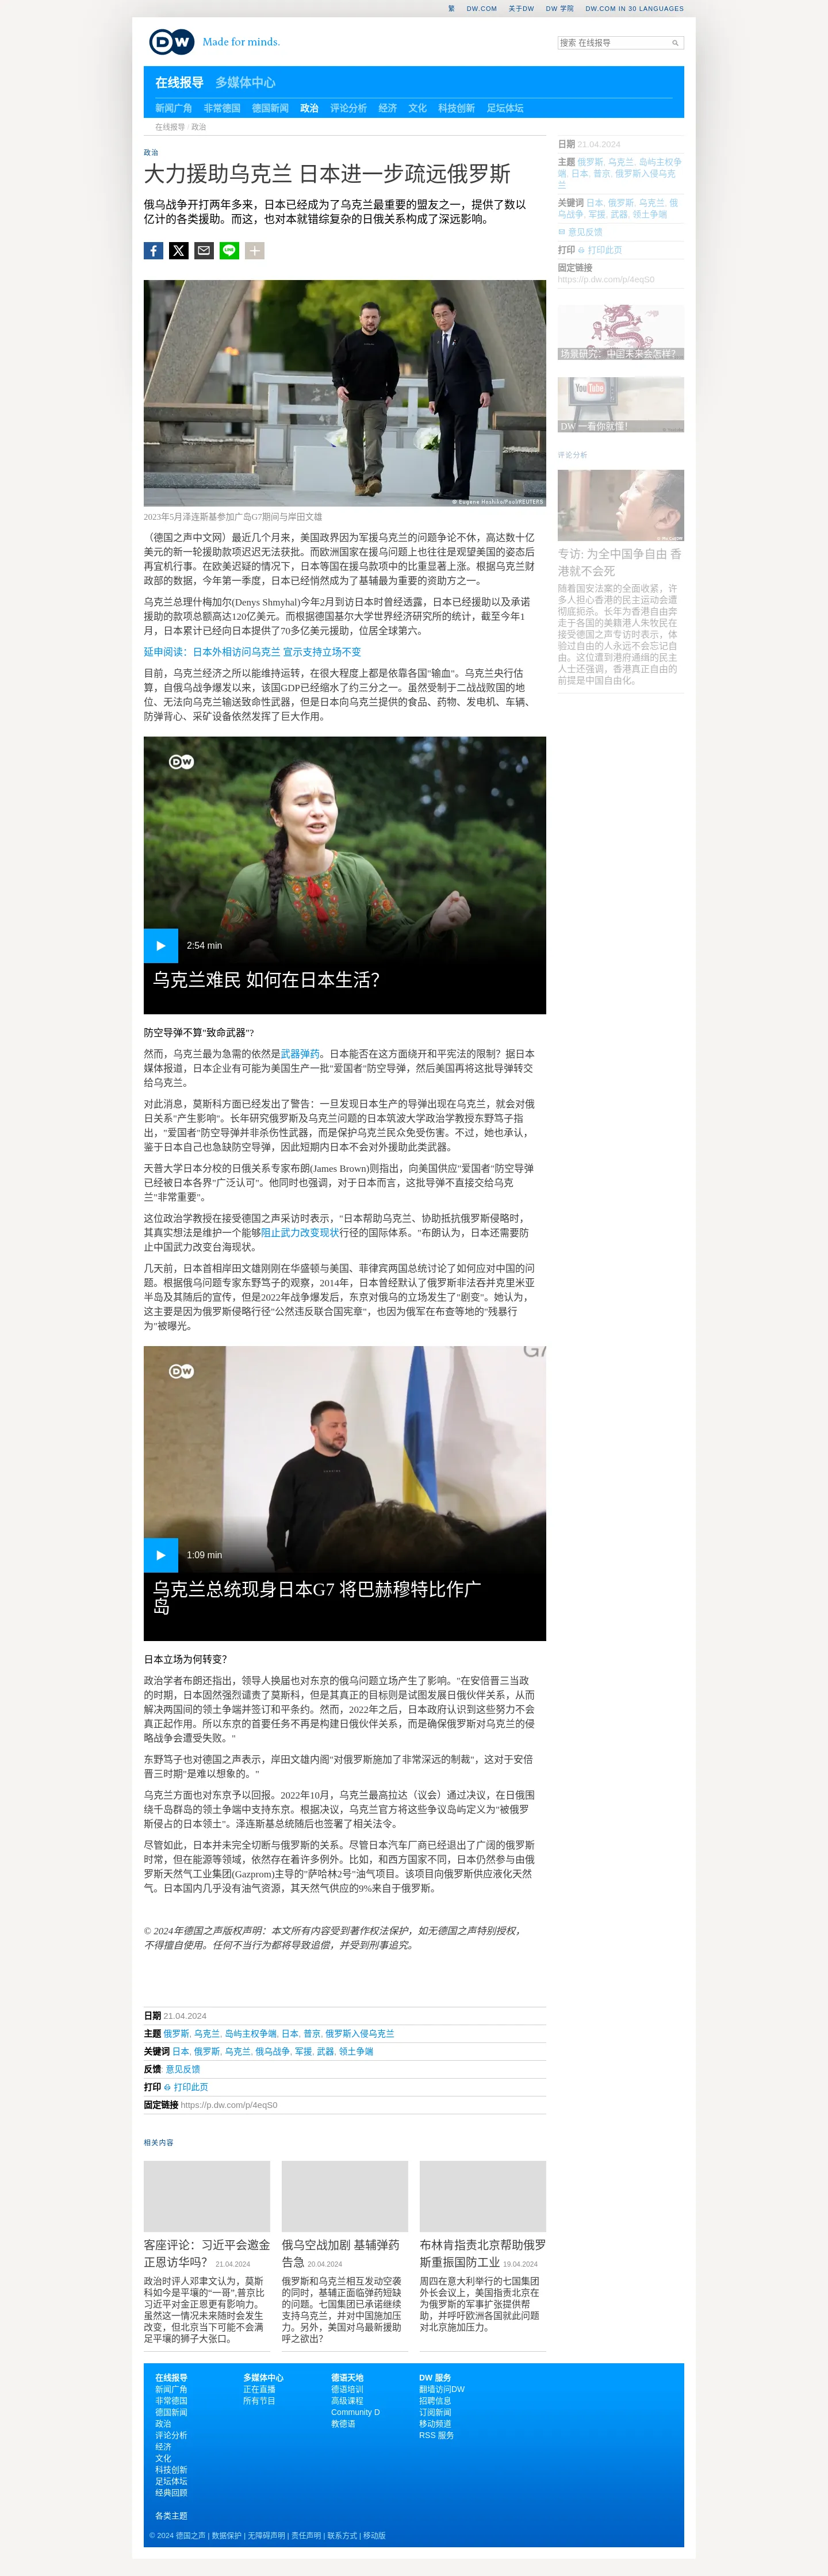 繁 DW.COM 关于DW DW 学院 DW.COM IN 30 LANGUAGES
DW Made for minds.
搜索 在线报导
在线报导 多媒体中心
新闻广角 非常德国 德国新闻 政治 评论分析 经济 文化 科技创新 足坛体坛
在线报导 · 政治
政治
大力援助乌克兰 日本进一步疏远俄罗斯
俄乌战争开打两年多来，日本已经成为了乌克兰最重要的盟友之一，提供了数以
亿计的各类援助。而这，也对本就错综复杂的日俄关系构成了深远影响。
© Eugene Hoshiko/Pool/REUTERS
2023年5月泽连斯基参加广岛G7期间与岸田文雄
（德国之声中文网）最近几个月来，美国政界因为军援乌克兰的问题争论不休，高达数十亿
美元的新一轮援助款项迟迟无法获批。而欧洲国家在援乌问题上也往往是观望美国的姿态后
再宜机行事。在欧美迟疑的情况下，日本等国在援乌款项中的比重显著上涨。根据乌克兰财
政部的数据，今年第一季度，日本已经悄然成为了基辅最为重要的资助方之一。
乌克兰总理什梅加尔(Denys Shmyhal)今年2月到访日本时曾经透露，日本已经援助以及承诺
援助的款项总额高达120亿美元。而根据德国基尔大学世界经济研究所的统计，截至今年1
月，日本累计已经向日本提供了70多亿美元援助，位居全球第六。
延申阅读：日本外相访问乌克兰 宣示支持立场不变
目前，乌克兰经济之所以能维持运转，在很大程度上都是依靠各国"输血"。乌克兰央行估
算，自俄乌战争爆发以来，该国GDP已经缩水了约三分之一。虽然受制于二战战败国的地
位、无法向乌克兰输送致命性武器，但是日本向乌克兰提供的食品、药物、发电机、车辆、
防弹背心、采矿设备依然发挥了巨大作用。
DW
2:54 min
乌克兰难民 如何在日本生活？
防空导弹不算"致命武器"？
然而，乌克兰最为急需的依然是武器弹药。日本能否在这方面绕开和平宪法的限制？据日本
媒体报道，日本企业有可能为美国生产一批"爱国者"防空导弹，然后美国再将这批导弹转交
给乌克兰。
对此消息，莫斯科方面已经发出了警告：一旦发现日本生产的导弹出现在乌克兰，就会对俄
日关系"产生影响"。长年研究俄罗斯及乌克兰问题的日本筑波大学政治学教授东野笃子指
出，"爱国者"防空导弹并非杀伤性武器，而是保护乌克兰民众免受伤害。不过，她也承认，
鉴于日本自己也急缺防空导弹，因此短期内日本不会对外援助此类武器。
天普大学日本分校的日俄关系专家布朗(James Brown)则指出，向美国供应"爱国者"防空导弹
已经被日本各界"广泛认可"。他同时也强调，对于日本而言，这批导弹不直接交给乌克
兰"非常重要"。
这位政治学教授在接受德国之声采访时表示，"日本帮助乌克兰、协助抵抗俄罗斯侵略时，
其真实想法是维护一个能够阻止武力改变现状行径的国际体系。"布朗认为，日本还需要防
止中国武力改变台海现状。
几天前，日本首相岸田文雄刚刚在华盛顿与美国、菲律宾两国总统讨论了如何应对中国的问
题。根据俄乌问题专家东野笃子的观察，2014年，日本曾经默认了俄罗斯非法吞并克里米亚
半岛及其随后的宣传，但是2022年战争爆发后，东京对俄乌的立场发生了"剧变"。她认为，
这主要是因为俄罗斯侵略行径"公然违反联合国宪章"，也因为俄军在布查等地的"残暴行
为"被曝光。
DW
G7
1:09 min
乌克兰总统现身日本G7 将巴赫穆特比作广
岛
日本立场为何转变？
政治学者布朗还指出，领导人换届也对东京的俄乌问题立场产生了影响。"在安倍晋三当政
的时期，日本固然强烈谴责了莫斯科，但是其真正的目标则是试图发展日俄伙伴关系，从而
解决两国间的领土争端并签订和平条约。然而，2022年之后，日本政府认识到这些努力不会
真正起作用。所以东京的首要任务不再是构建日俄伙伴关系，而是确保俄罗斯对乌克兰的侵
略战争会遭受失败。"
东野笃子也对德国之声表示，岸田文雄内阁"对俄罗斯施加了非常深远的制裁"，这对于安倍
晋三时期"是难以想象的。"
乌克兰方面也对东京予以回报。2022年10月，乌克兰最高拉达（议会）通过决议，在日俄围
绕千岛群岛的领土争端中支持东京。根据决议，乌克兰官方将这些争议岛屿定义为"被俄罗
斯侵占的日本领土"。泽连斯基总统随后也签署了相关法令。
尽管如此，日本并未完全切断与俄罗斯的关系。尽管日本汽车厂商已经退出了广阔的俄罗斯
市场，但在能源等领域，依然存在着许多例外。比如，和西方国家不同，日本仍然参与由俄
罗斯天然气工业集团(Gazprom)主导的"萨哈林2号"油气项目。该项目向俄罗斯供应液化天然
气。日本国内几乎没有油气资源，其天然气供应的9%来自于俄罗斯。
© 2024年德国之声版权声明：本文所有内容受到著作权法保护，如无德国之声特别授权，
不得擅自使用。任何不当行为都将导致追偿，并受到刑事追究。
日期 21.04.2024
主题 俄罗斯, 乌克兰, 岛屿主权争端, 日本, 普京, 俄罗斯入侵乌克兰
关键词 日本, 俄罗斯, 乌克兰, 俄乌战争, 军援, 武器, 领土争端
反馈: 意见反馈
打印 打印此页
固定链接 https://p.dw.com/p/4eqS0
相关内容
客座评论：习近平会邀金
正恩访华吗？ 21.04.2024
政治时评人邓聿文认为，莫斯
科如今是平壤的"一哥",普京比
习近平对金正恩更有影响力。
虽然这一情况未来随时会发生
改变，但北京当下可能不会满
足平壤的狮子大张口。
俄乌空战加剧 基辅弹药
告急 20.04.2024
俄罗斯和乌克兰相互发动空袭
的同时，基辅正面临弹药短缺
的问题。七国集团已承诺继续
支持乌克兰，并对中国施加压
力。另外，美国对乌最新援助
呼之欲出？
布林肯指责北京帮助俄罗
斯重振国防工业 19.04.2024
周四在意大利举行的七国集团
外长会议上，美国指责北京在
为俄罗斯的军事扩张提供帮
助，并呼吁欧洲各国就此问题
对北京施加压力。
日期 21.04.2024
主题 俄罗斯, 乌克兰, 岛屿主权争
端, 日本, 普京, 俄罗斯入侵乌克
兰
关键词 日本, 俄罗斯, 乌克兰, 俄
乌战争, 军援, 武器, 领土争端
意见反馈
打印 打印此页
固定链接
https://p.dw.com/p/4eqS0
场景研究：中国未来会怎样？
YouTube
DW 一看你就懂！
评论分析
专访: 为全中国争自由 香
港就不会死
随着国安法案的全面收紧，许
多人担心香港的民主运动会遭
彻底扼杀。长年为香港自由奔
走于各国的美籍港人朱牧民在
接受德国之声专访时表示，体
验过自由的人永远不会忘记自
由。这位遭到港府通缉的民主
人士还强调，香港真正自由的
前提是中国自由化。
在线报导
新闻广角
非常德国
德国新闻
政治
评论分析
经济
文化
科技创新
足坛体坛
经典回顾
各类主题
多媒体中心
正在直播
所有节目
德语天地
德语培训
高级课程
Community D
教德语
DW 服务
翻墙访问DW
招聘信息
订阅新闻
移动频道
RSS 服务
© 2024 德国之声 | 数据保护 | 无障碍声明 | 责任声明 | 联系方式 | 移动版